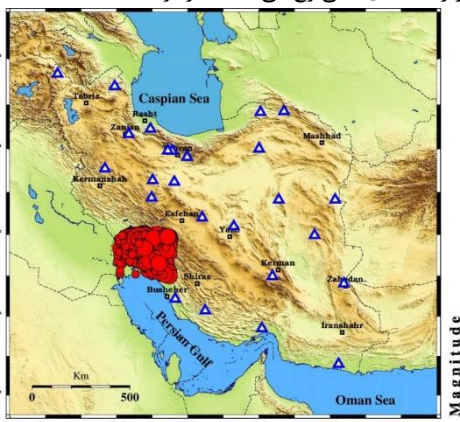 Caspian Sea
Tabriz
Rasht
Zanjan
Mashhad
Kermanshah
Esfehan
Yazd
Kerman
Shiraz
Zahedan
Busheher
Iranshahr
Persian Gulf
Km
0 500
Oman Sea
Magnitude